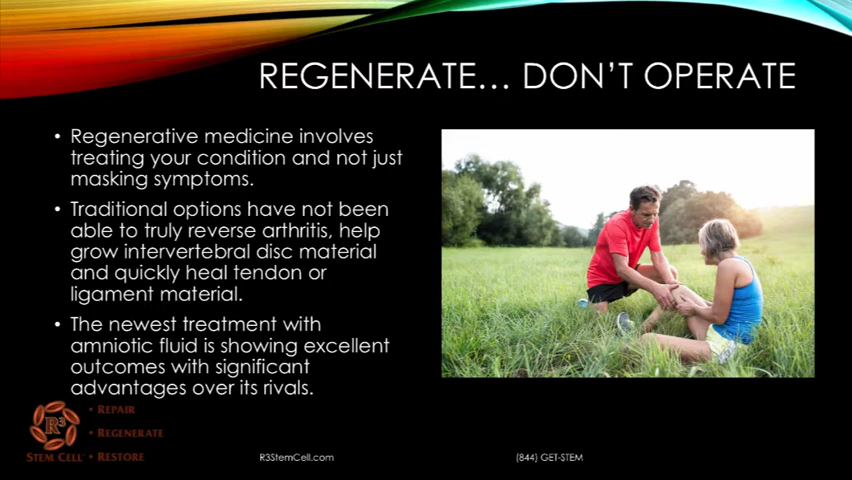 REGENERATE... DON'T OPERATE
• Regenerative medicine involves
treating your condition and not just
masking symptoms.
• Traditional options have not been
able to truly reverse arthritis, help
grow intervertebral disc material
and quickly heal tendon or
ligament material.
• The newest treatment with
amniotic fluid is showing excellent
outcomes with significant
advantages over its rivals.
R³
STEM CELL
• REPAIR
• REGENERATE
• RESTORE
R3StemCell.com
(844) GET-STEM